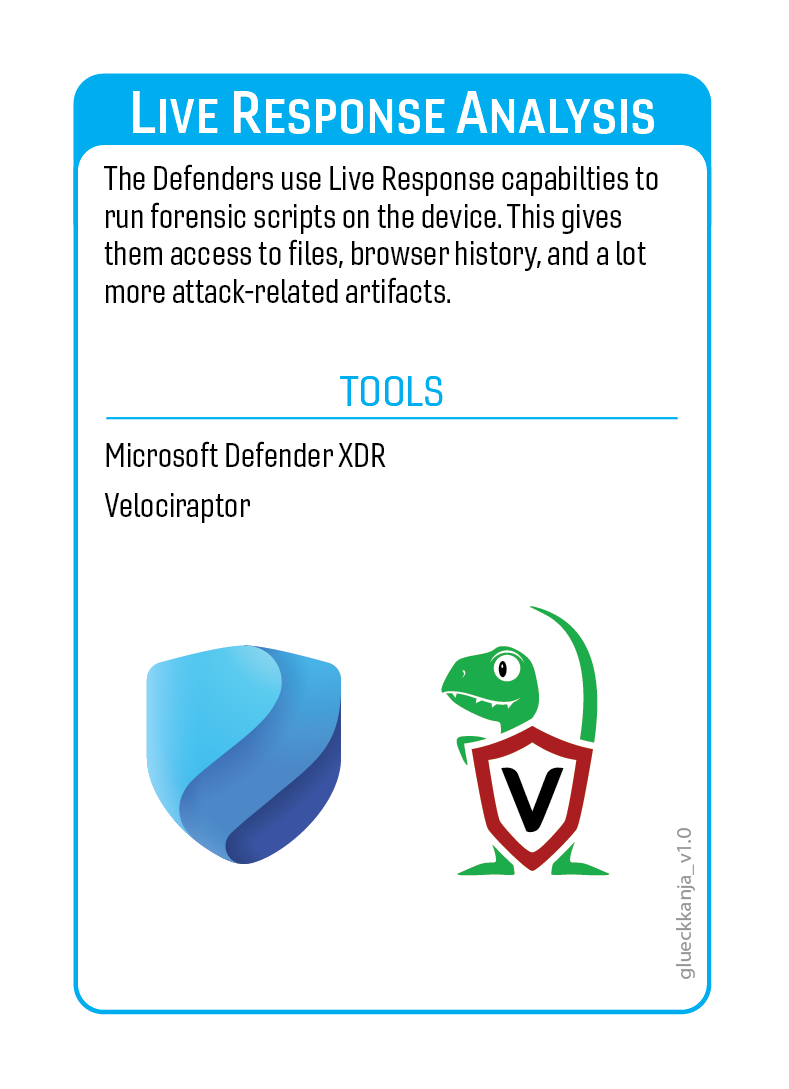 LIVE RESPONSE ANALYSIS
The Defenders use Live Response capabilties to
run forensic scripts on the device. This gives
them access to files, browser history, and a lot
more attack-related artifacts.
TOOLS
Microsoft Defender XDR
Velociraptor
V
glueckkanja_v1.0